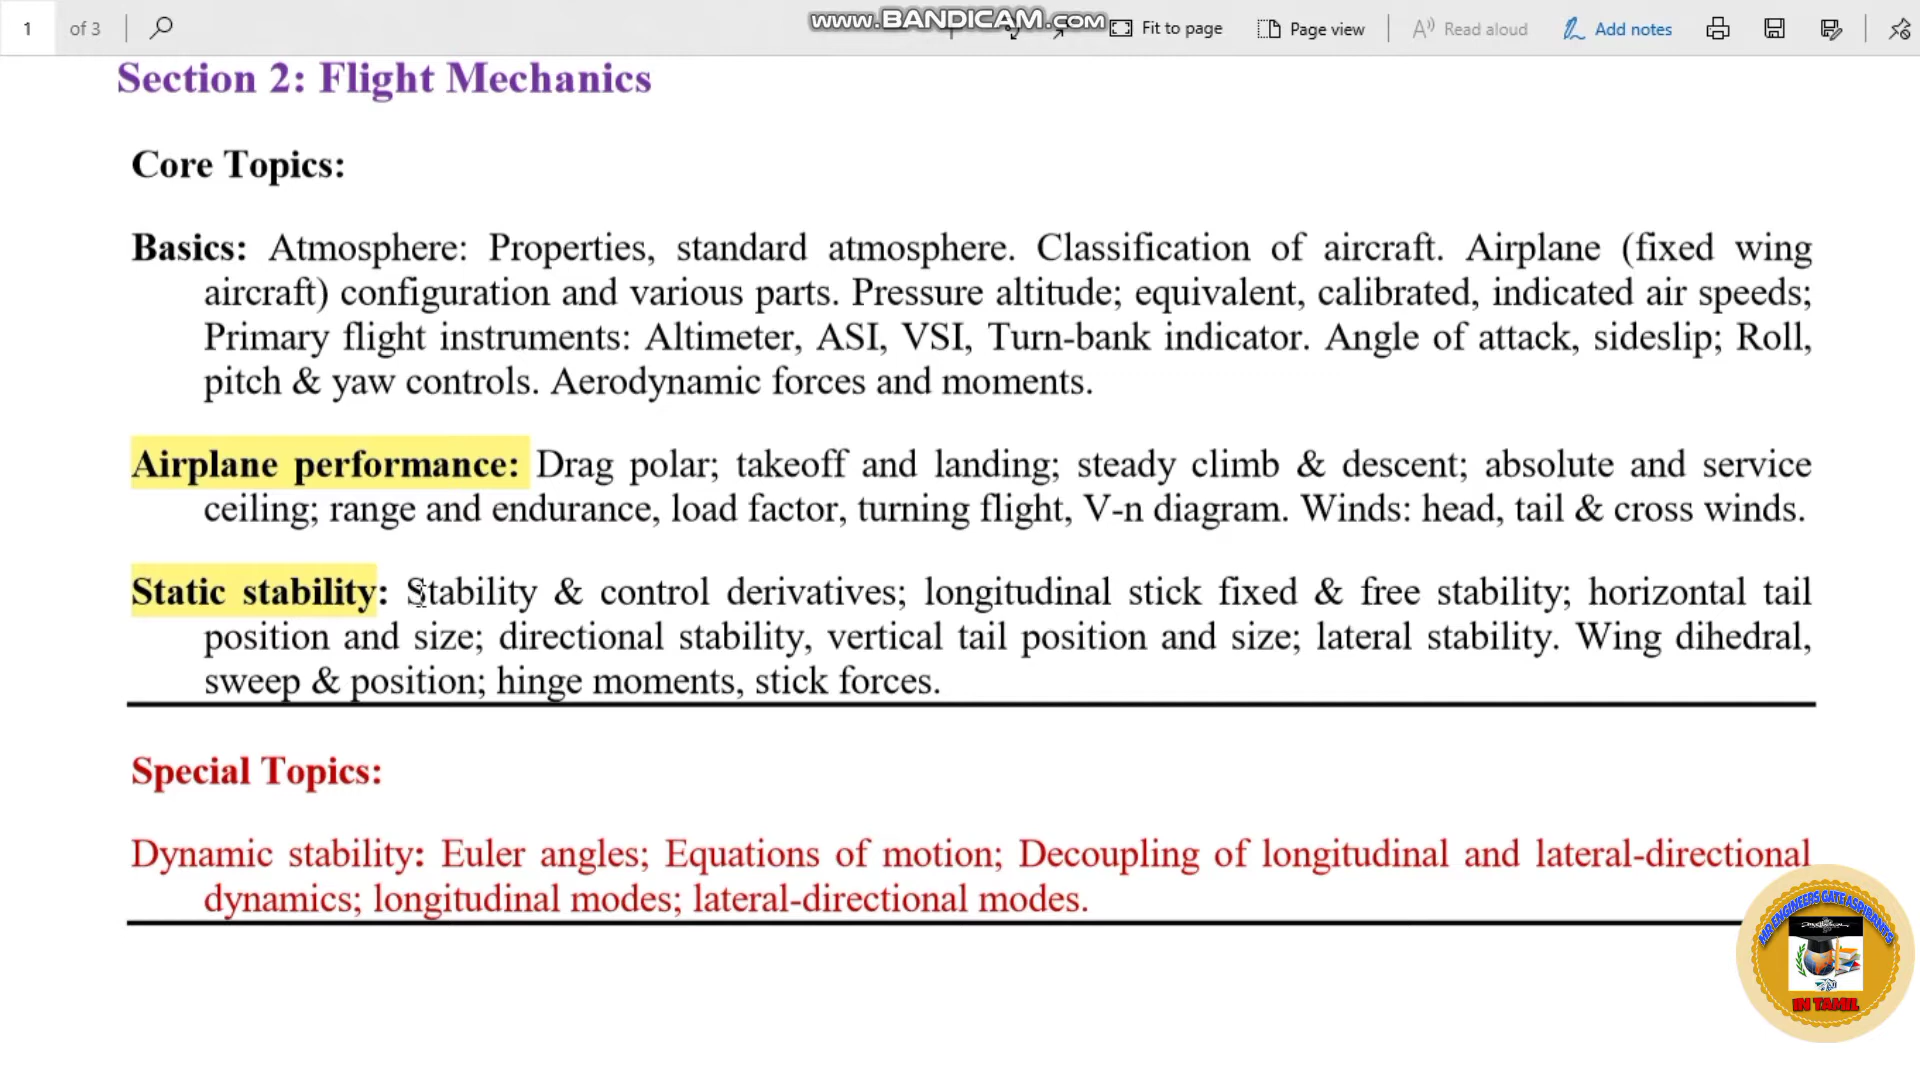 1 of 3
www.BANDICAM.com
Fit to page
Page view
Read aloud
Add notes
Section 2: Flight Mechanics
Core Topics:
Basics: Atmosphere: Properties, standard atmosphere. Classification of aircraft. Airplane (fixed wing
aircraft) configuration and various parts. Pressure altitude; equivalent, calibrated, indicated air speeds;
Primary flight instruments: Altimeter, ASI, VSI, Turn-bank indicator. Angle of attack, sideslip; Roll,
pitch & yaw controls. Aerodynamic forces and moments.
Airplane performance: Drag polar; takeoff and landing; steady climb & descent; absolute and service
ceiling; range and endurance, load factor, turning flight, V-n diagram. Winds: head, tail & cross winds.
Static stability: Stability & control derivatives; longitudinal stick fixed & free stability; horizontal tail
position and size; directional stability, vertical tail position and size; lateral stability. Wing dihedral,
sweep & position; hinge moments, stick forces.
Special Topics:
Dynamic stability: Euler angles; Equations of motion; Decoupling of longitudinal and lateral-directional
dynamics; longitudinal modes; lateral-directional modes.
MR ENGINEERS GATE ASPIRANTS
IN TAMIL